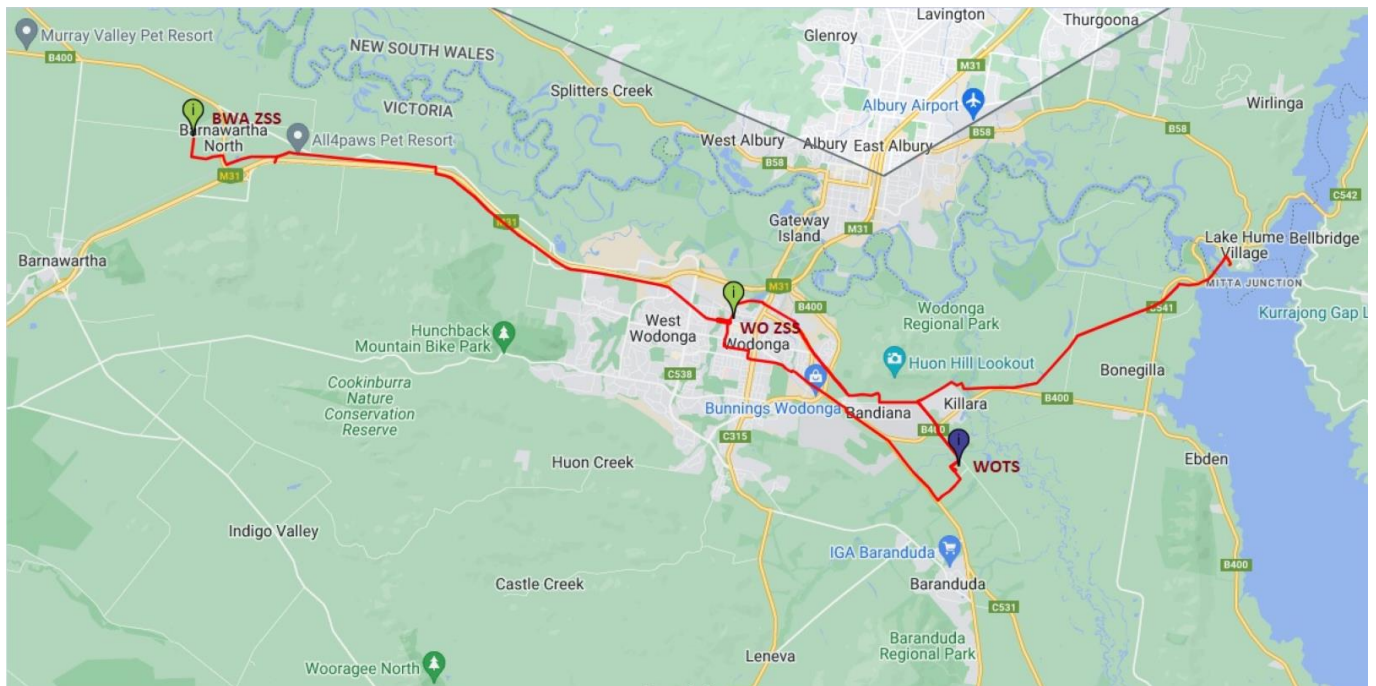 Lavington
Thurgoona
Murray Valley Pet Resort
Glenroy
B400
NEW SOUTH WALES
M31
Splitters Creek
Albury Airport
Wirlinga
VICTORIA
BWA ZSS
Barnawartha
North
All4paws Pet Resort
West Albury
Albury
East Albury
B58
B58
B58
M31
C542
Gateway
Island
M31
M31
Lake Hume
Village
Bellbridge
Barnawartha
MITTA JUNCTION
M31
B400
C541
Kurrajong Gap L
Wodonga
Regional Park
West
Wodonga
WO ZSS
Wodonga
Hunchback
Mountain Bike Park
Huon Hill Lookout
Bonegilla
C538
Cookinburra
Nature
Conservation
Reserve
Bunnings Wodonga
Bandiana
Killara
B400
B400
C315
WOTS
Huon Creek
Ebden
Indigo Valley
IGA Baranduda
B400
Castle Creek
Baranduda
C531
Baranduda
Regional Park
Leneva
Wooragee North